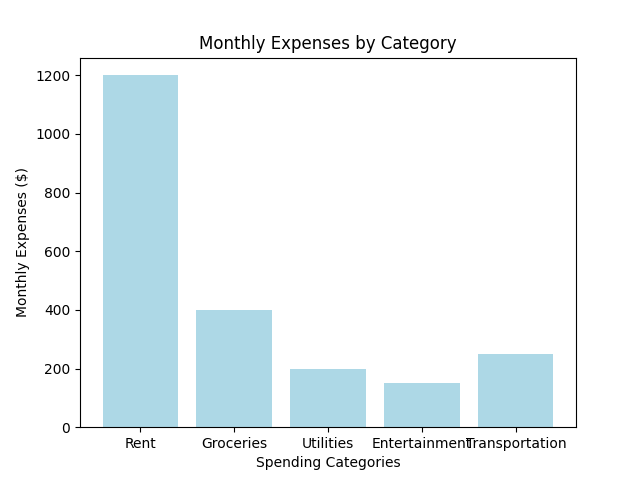 Monthly Expenses by Category
Monthly Expenses ($)
1200
1000
800
600
400
200
0
Rent Groceries Utilities Entertainment Transportation
Spending Categories